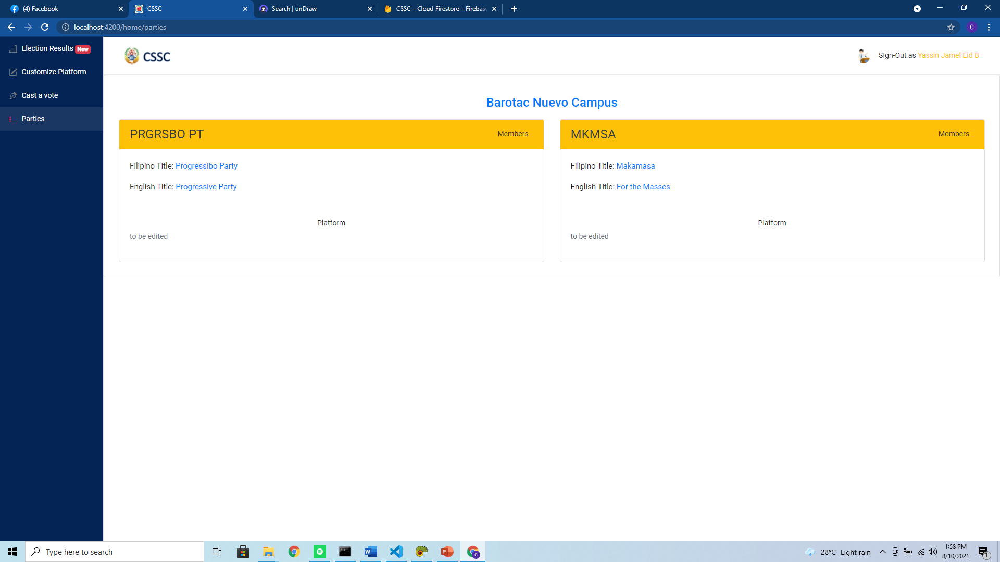 (4) Facebook
CSSC
Search | unDraw
CSSC – Cloud Firestore – Firebase
localhost:4200/home/parties
C
Election Results New
Customize Platform
Cast a vote
Parties
CSSC
SIgn-Out as Yassin Jamel Eid B
Barotac Nuevo Campus
PRGRSBO PT
Members
Filipino Title: Progressibo Party
English Title: Progressive Party
Platform
to be edited
MKMSA
Members
Filipino Title: Makamasa
English Title: For the Masses
Platform
to be edited
Type here to search
28°C Light rain
1:58 PM
8/10/2021
1